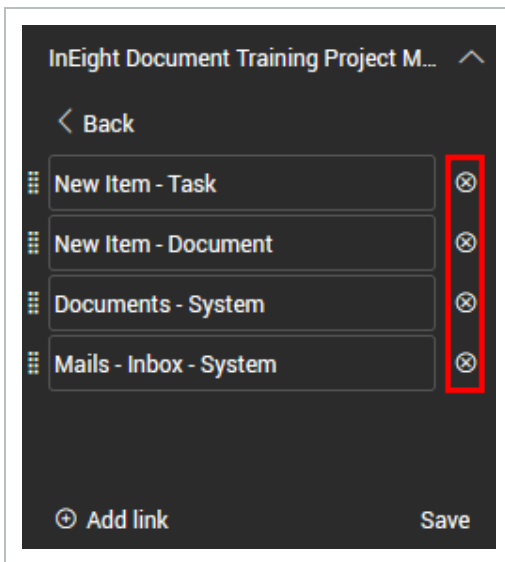 InEight Document Training Project M...
Back
New Item - Task
New Item - Document
Documents - System
Mails - Inbox - System
Add link Save